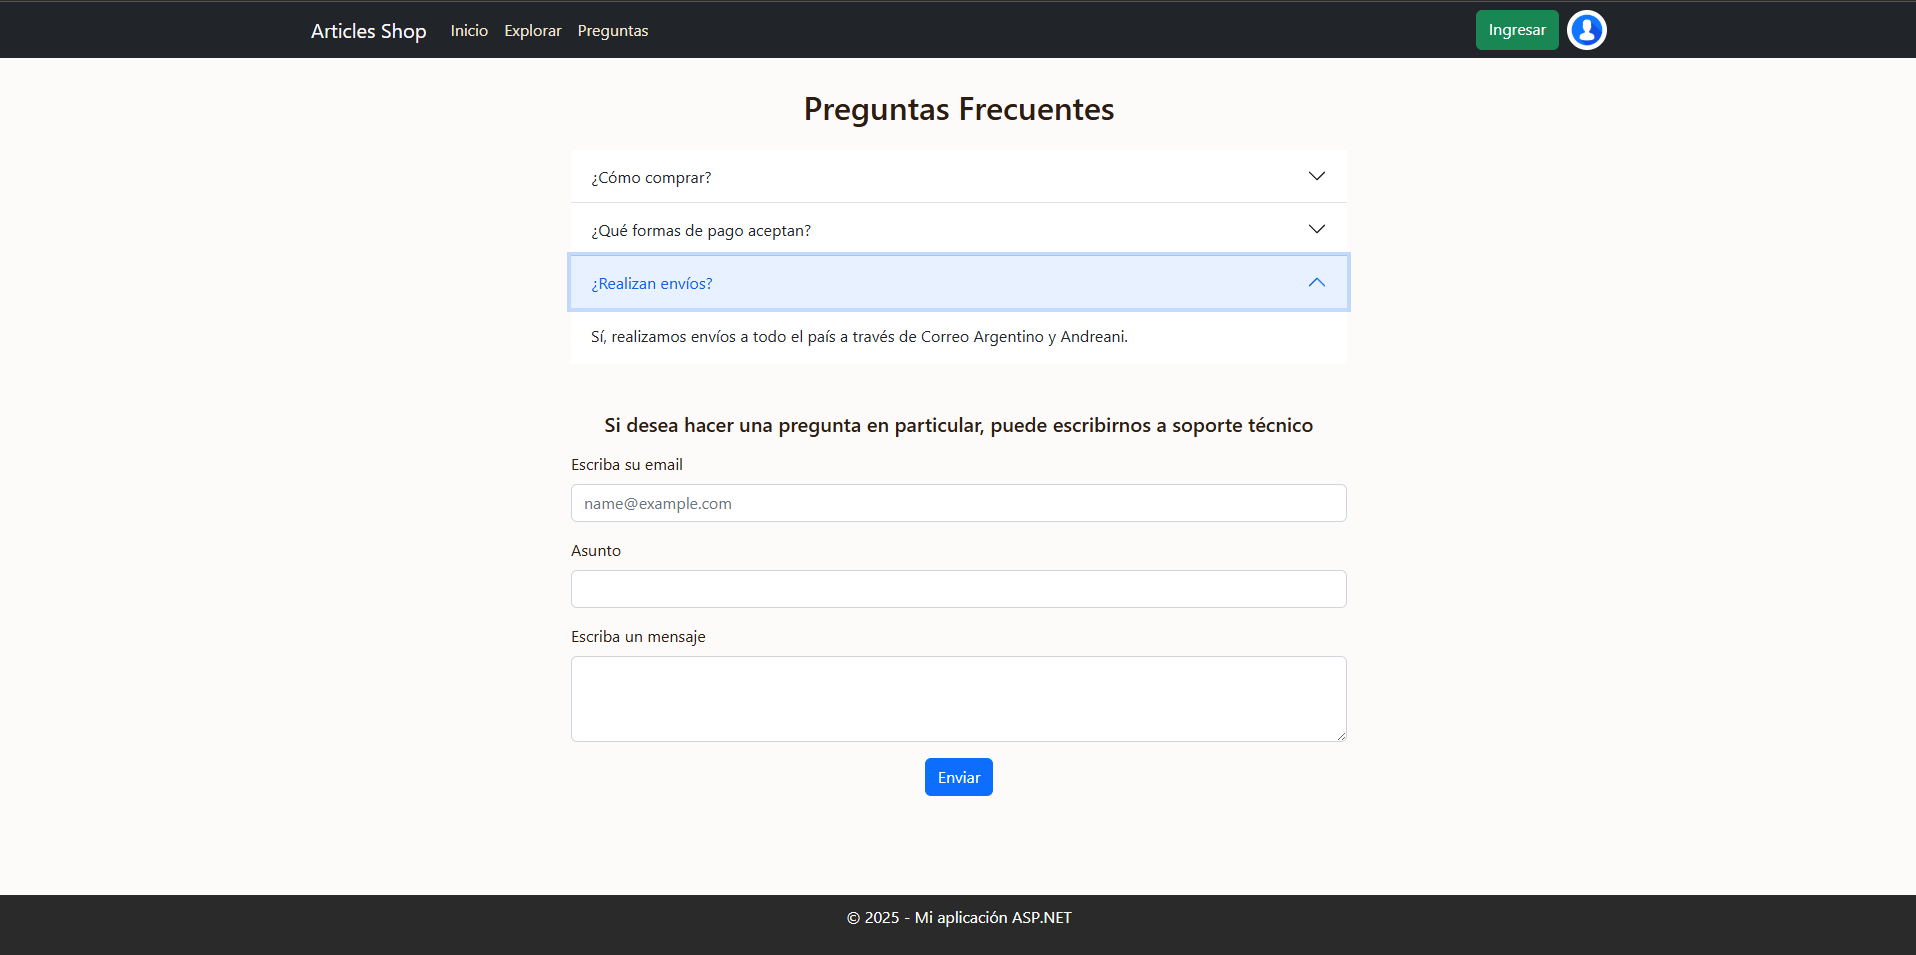 Articles Shop Inicio Explorar Preguntas Ingresar
Preguntas Frecuentes
¿Cómo comprar?
¿Qué formas de pago aceptan?
¿Realizan envíos?
Sí, realizamos envíos a todo el país a través de Correo Argentino y Andreani.
Si desea hacer una pregunta en particular, puede escribirnos a soporte técnico
Escriba su email
name@example.com
Asunto
Escriba un mensaje
Enviar
© 2025 - Mi aplicación ASP.NET